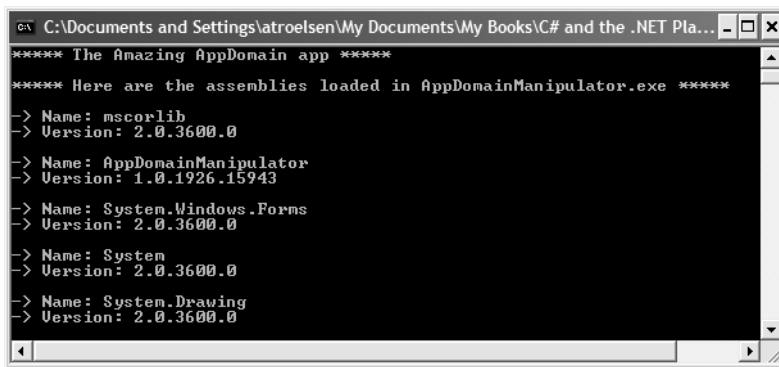 C:\Documents and Settings\atroelsen\My Documents\My Books\C# and the .NET Pla...
***** The Amazing AppDomain app *****
***** Here are the assemblies loaded in AppDomainManipulator.exe *****
-> Name: mscorlib
-> Version: 2.0.3600.0
-> Name: AppDomainManipulator
-> Version: 1.0.1926.15943
-> Name: System.Windows.Forms
-> Version: 2.0.3600.0
-> Name: System
-> Version: 2.0.3600.0
-> Name: System.Drawing
-> Version: 2.0.3600.0